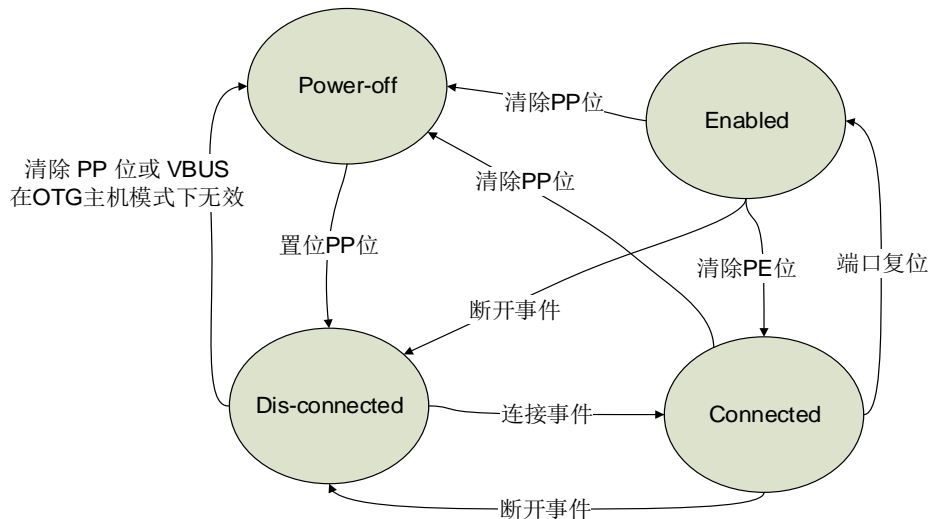 Power-off
Enabled
清除PP位
清除 PP 位或 VBUS
在OTG主机模式下无效
清除PP位
置位PP位
清除PE位
端口复位
断开事件
Dis-connected
连接事件
Connected
断开事件